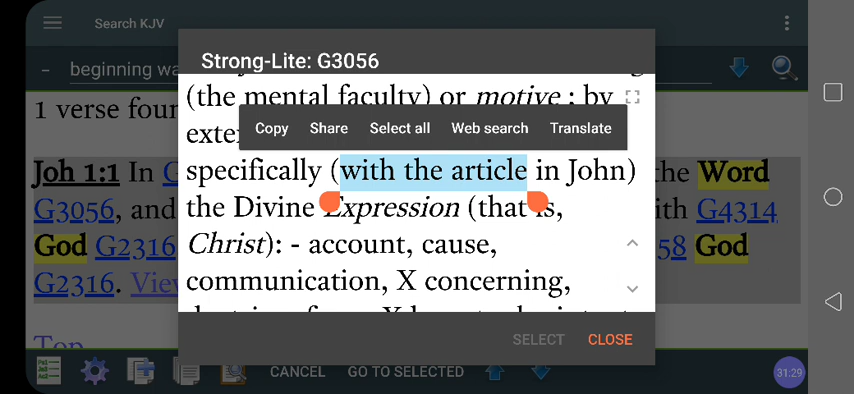 Search KJV
- beginning wa
1 verse four
Joh 1:1 In
the Word
G3056, and
ith G4314
God G2316
58 God
G2316. View
Top
Strong-Lite: G3056
(the mental faculty) or motive ; by
exte
Copy Share Select all Web search Translate
specifically (with the article in John)
the Divine Expression (that is,
Christ): - account, cause,
communication, X concerning,
SELECT CLOSE
CANCEL GO TO SELECTED
31:29